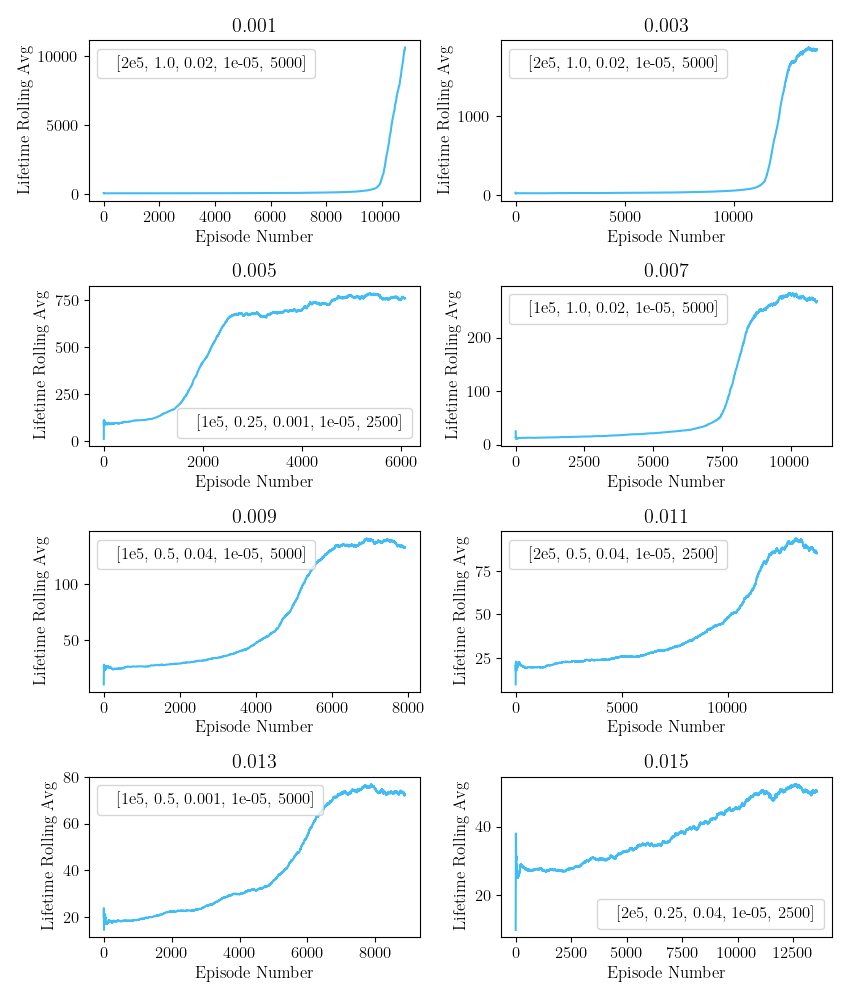 0.001
10000
5000
0
Lifetime Rolling Avg
[2e5, 1.0, 0.02, 1e-05, 5000]
0 2000 4000 6000 8000 10000
Episode Number
0.003
1000
0
Lifetime Rolling Avg
[2e5, 1.0, 0.02, 1e-05, 5000]
0 5000 10000
Episode Number
0.005
750
500
250
0
Lifetime Rolling Avg
[1e5, 0.25, 0.001, 1e-05, 2500]
0 2000 4000 6000
Episode Number
0.007
200
100
0
Lifetime Rolling Avg
[1e5, 1.0, 0.02, 1e-05, 5000]
0 2500 5000 7500 10000
Episode Number
0.009
100
50
Lifetime Rolling Avg
[1e5, 0.5, 0.04, 1e-05, 5000]
0 2000 4000 6000 8000
Episode Number
0.011
75
50
25
Lifetime Rolling Avg
[2e5, 0.5, 0.04, 1e-05, 2500]
0 5000 10000
Episode Number
0.013
80
60
40
20
Lifetime Rolling Avg
[1e5, 0.5, 0.001, 1e-05, 5000]
0 2000 4000 6000 8000
Episode Number
0.015
40
20
Lifetime Rolling Avg
[2e5, 0.25, 0.04, 1e-05, 2500]
0 2500 5000 7500 10000 12500
Episode Number